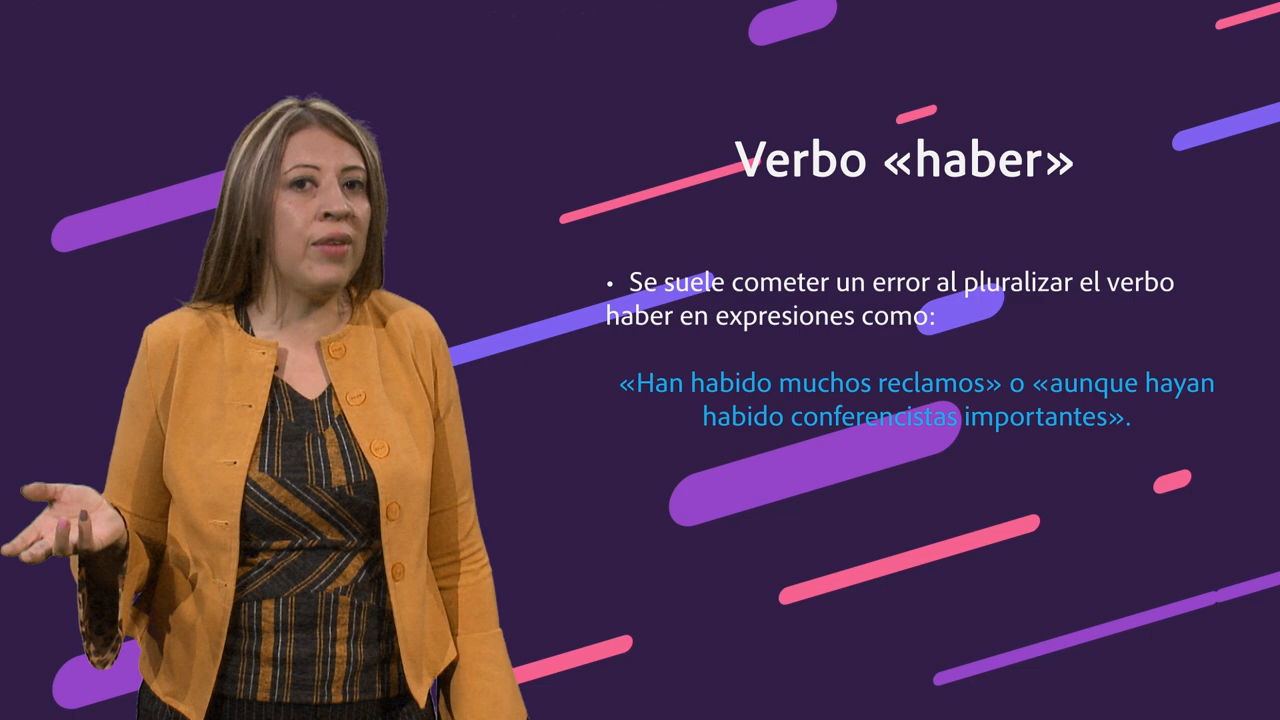 Verbo «haber»
• Se suele cometer un error al pluralizar el verbo
haber en expresiones como:
«Han habido muchos reclamos» o «aunque hayan
habido conferencistas importantes».